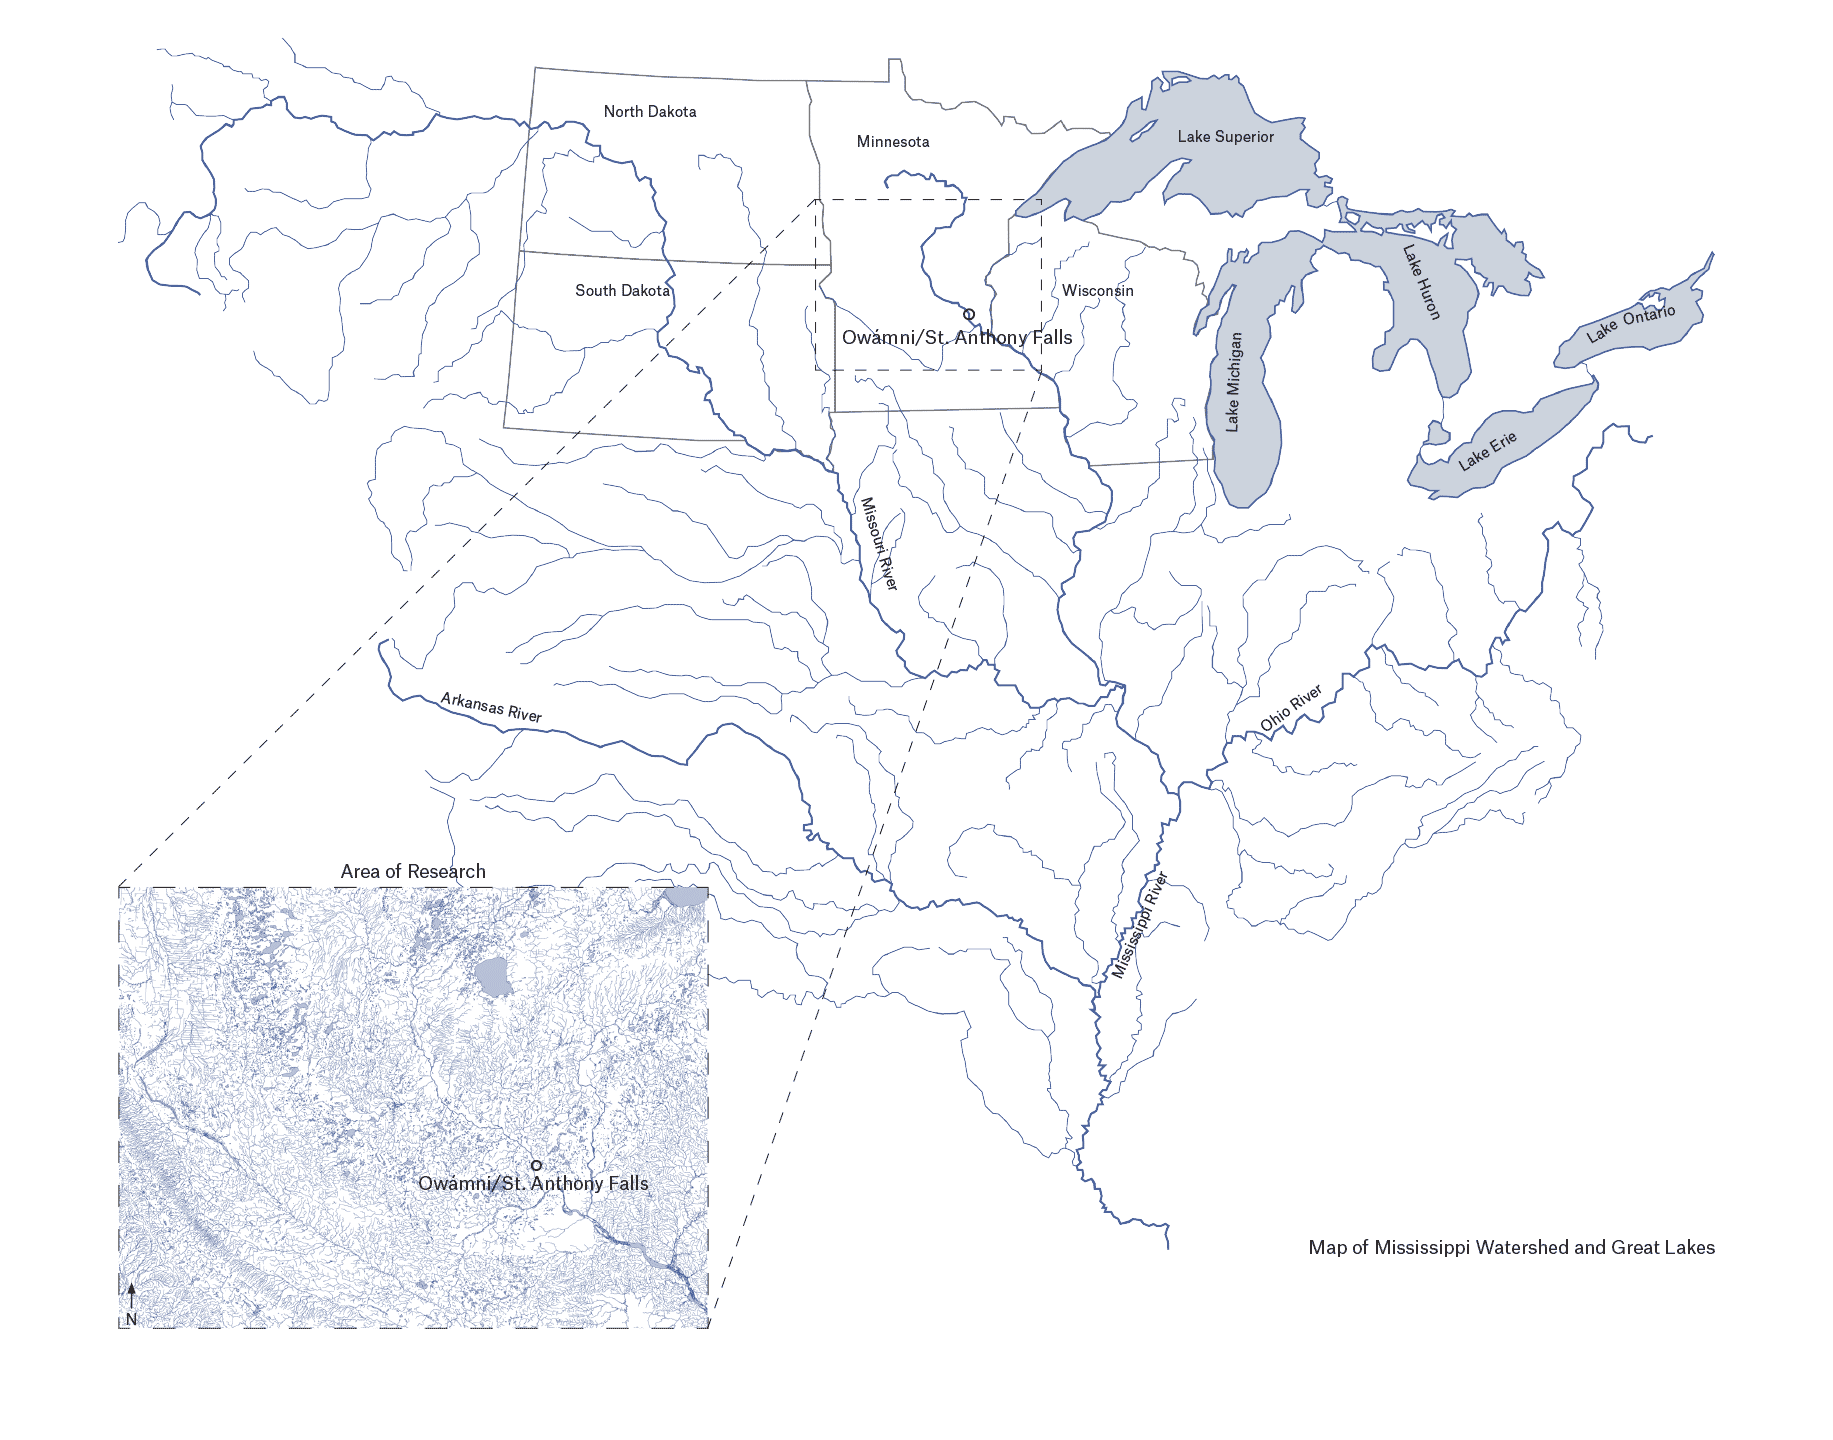 North Dakota
Minnesota
Lake Superior
South Dakota
Wisconsin
Lake Huron
Owámni/St. Anthony Falls
Lake Ontario
Lake Michigan
Lake Erie
Missouri River
Arkansas River
Ohio River
Area of Research
Mississippi River
Owámni/St. Anthony Falls
Map of Mississippi Watershed and Great Lakes
N